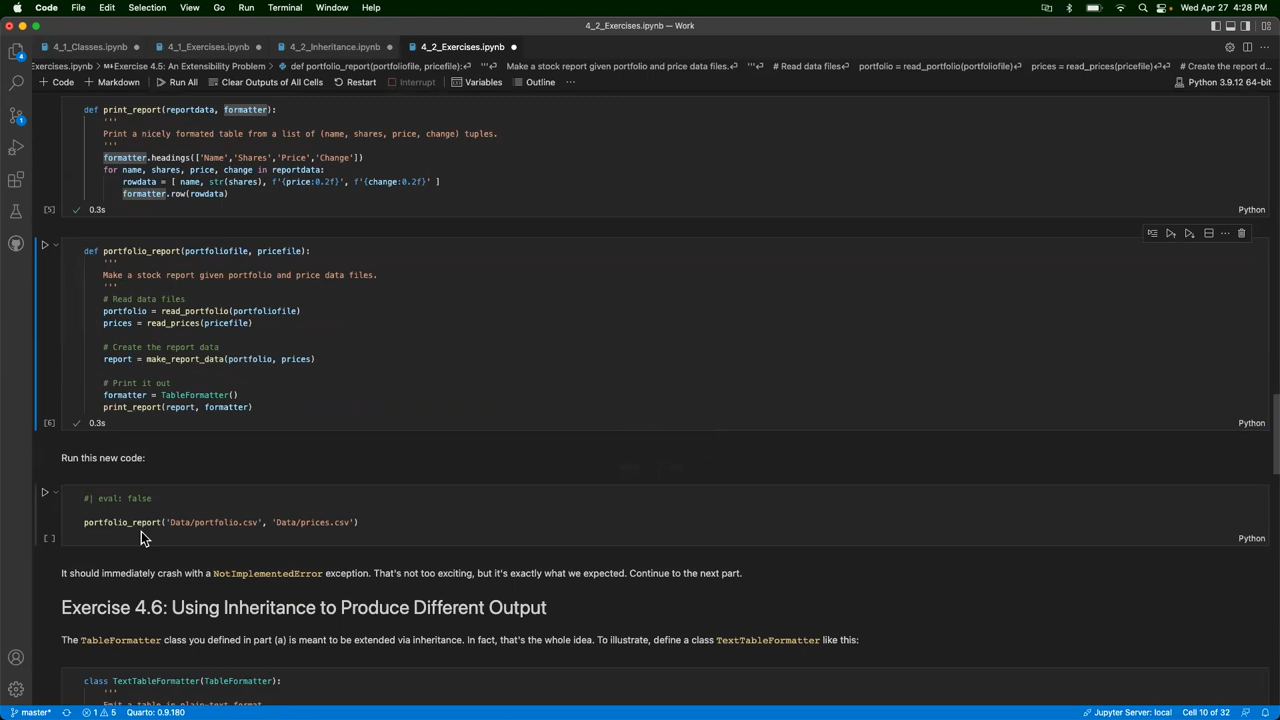 Code File Edit Selection View Go Run Terminal Window Help Wed Apr 27 4:28 PM
4_2_Exercises.ipynb — Work
4_1_Classes.ipynb 4_1_Exercises.ipynb 4_2_Inheritance.ipynb 4_2_Exercises.ipynb
Exercises.ipynb > Exercise 4.5: An Extensibility Problem > def portfolio_report(portfoliofile, pricefile): ''' Make a stock report given portfolio and price data files. ''' # Read data files portfolio = read_portfolio(portfoliofile) prices = read_prices(pricefile) # Create the report d…
+ Code + Markdown Run All Clear Outputs of All Cells Restart Interrupt Variables Outline ··· Python 3.9.12 64-bit
def print_report(reportdata, formatter):
'''
Print a nicely formated table from a list of (name, shares, price, change) tuples.
'''
formatter.headings(['Name','Shares','Price','Change'])
for name, shares, price, change in reportdata:
rowdata = [ name, str(shares), f'{price:0.2f}', f'{change:0.2f}' ]
formatter.row(rowdata)
[5] 0.3s Python
def portfolio_report(portfoliofile, pricefile):
'''
Make a stock report given portfolio and price data files.
'''
# Read data files
portfolio = read_portfolio(portfoliofile)
prices = read_prices(pricefile)
# Create the report data
report = make_report_data(portfolio, prices)
# Print it out
formatter = TableFormatter()
print_report(report, formatter)
[6] 0.3s Python
Run this new code:
#| eval: false
portfolio_report('Data/portfolio.csv', 'Data/prices.csv')
[ ] Python
It should immediately crash with a NotImplementedError exception. That's not too exciting, but it's exactly what we expected. Continue to the next part.
Exercise 4.6: Using Inheritance to Produce Different Output
The TableFormatter class you defined in part (a) is meant to be extended via inheritance. In fact, that's the whole idea. To illustrate, define a class TextTableFormatter like this:
class TextTableFormatter(TableFormatter):
'''
Emit a table in plain-text format
master* 1 5 Quarto: 0.9.180 Jupyter Server: local Cell 10 of 32